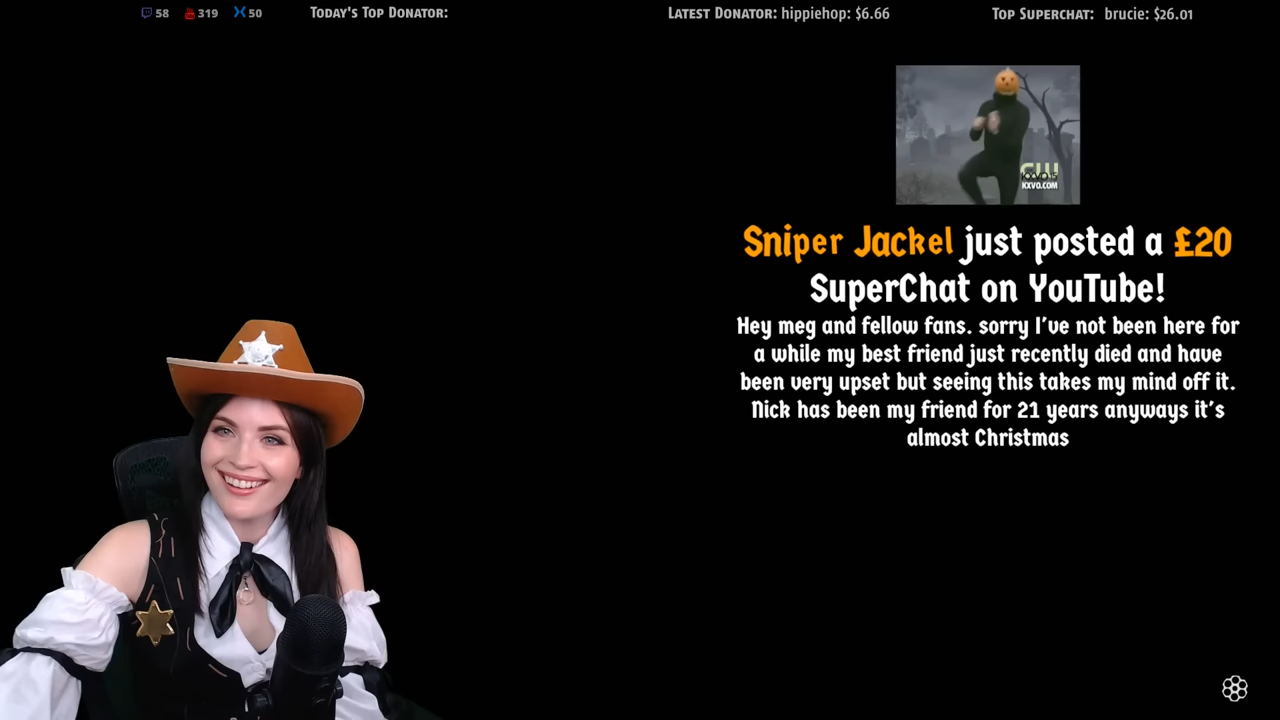 58 319 50 Today's Top Donator: Latest Donator: hippiehop: $6.66 Top Superchat: brucie: $26.01
CW
KXVO 15
KXVO.COM
Sniper Jackel just posted a £20
SuperChat on YouTube!
Hey meg and fellow fans. sorry I've not been here for
a while my best friend just recently died and have
been very upset but seeing this takes my mind off it.
Nick has been my friend for 21 years anyways it's
almost Christmas